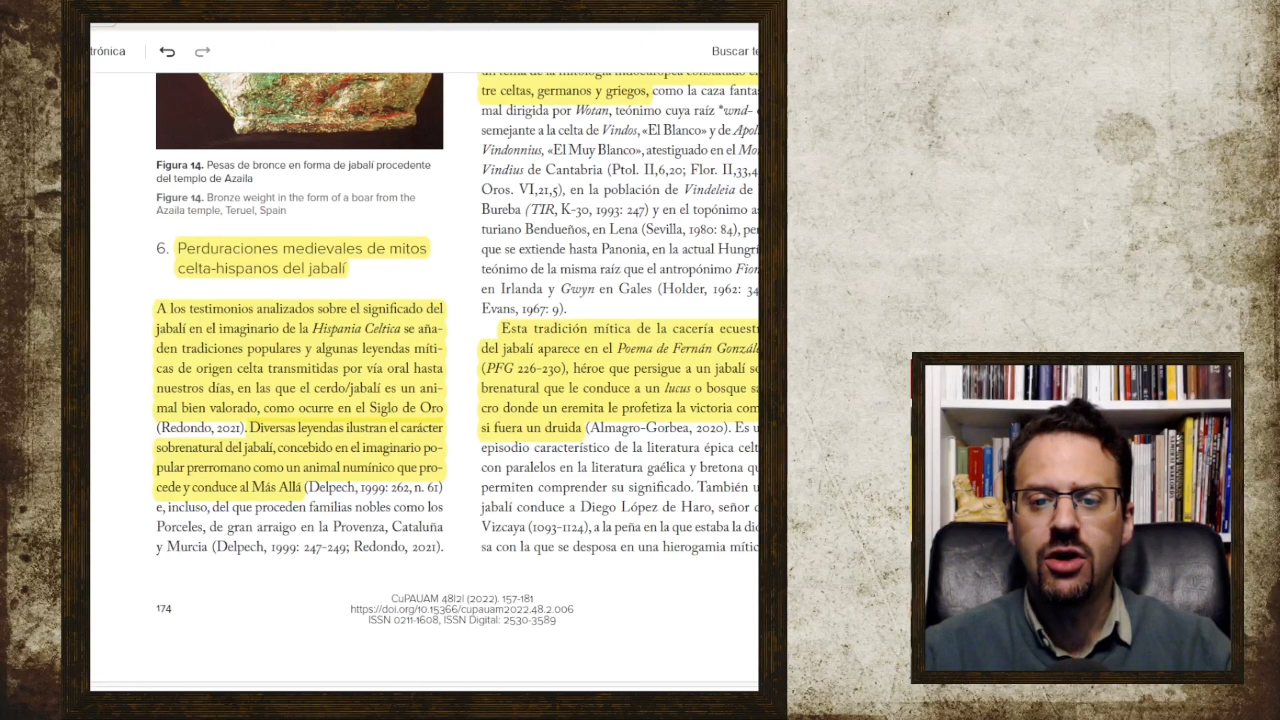 trónica
Buscar te
Figura 14. Pesas de bronce en forma de jabalí procedente
del templo de Azaila
Figure 14. Bronze weight in the form of a boar from the
Azaila temple, Teruel, Spain
6. Perduraciones medievales de mitos
celta-hispanos del jabalí
A los testimonios analizados sobre el significado del
jabalí en el imaginario de la Hispania Celtica se aña-
den tradiciones populares y algunas leyendas míti-
cas de origen celta transmitidas por vía oral hasta
nuestros días, en las que el cerdo/jabalí es un ani-
mal bien valorado, como ocurre en el Siglo de Oro
(Redondo, 2021). Diversas leyendas ilustran el carácter
sobrenatural del jabalí, concebido en el imaginario po-
pular prerromano como un animal numínico que pro-
cede y conduce al Más Allá (Delpech, 1999: 262, n. 61)
e, incluso, del que proceden familias nobles como los
Porceles, de gran arraigo en la Provenza, Cataluña
y Murcia (Delpech, 1999: 247-249; Redondo, 2021).
un tema de la mitología indoeuropea constatado
tre celtas, germanos y griegos, como la caza fantas
mal dirigida por Wotan, teónimo cuya raíz *wnd-
semejante a la celta de Vindos, «El Blanco» y de Apol
Vindonnius, «El Muy Blanco», atestiguado en el Mo
Vindius de Cantabria (Ptol. II,6,20; Flor. II,33,4
Oros. VI,21,5), en la población de Vindeleia de
Bureba (TIR, K-30, 1993: 247) y en el topónimo as
turiano Bendueños, en Lena (Sevilla, 1980: 84), per
que se extiende hasta Panonia, en la actual Hungrí
teónimo de la misma raíz que el antropónimo Fion
en Irlanda y Gwyn en Gales (Holder, 1962: 34
Evans, 1967: 9).
Esta tradición mítica de la cacería ecuestr
del jabalí aparece en el Poema de Fernán Gonzále
(PFG 226-230), héroe que persigue a un jabalí so
brenatural que le conduce a un lucus o bosque sa
cro donde un eremita le profetiza la victoria com
si fuera un druida (Almagro-Gorbea, 2020). Es u
episodio característico de la literatura épica celt
con paralelos en la literatura gaélica y bretona qu
permiten comprender su significado. También u
jabalí conduce a Diego López de Haro, señor d
Vizcaya (1093-1124), a la peña en la que estaba la dio
sa con la que se desposa en una hierogamia mític
174
CuPAUAM 48|2| (2022). 157-181
https://doi.org/10.15366/cupauam2022.48.2.006
ISSN 0211-1608, ISSN Digital: 2530-3589